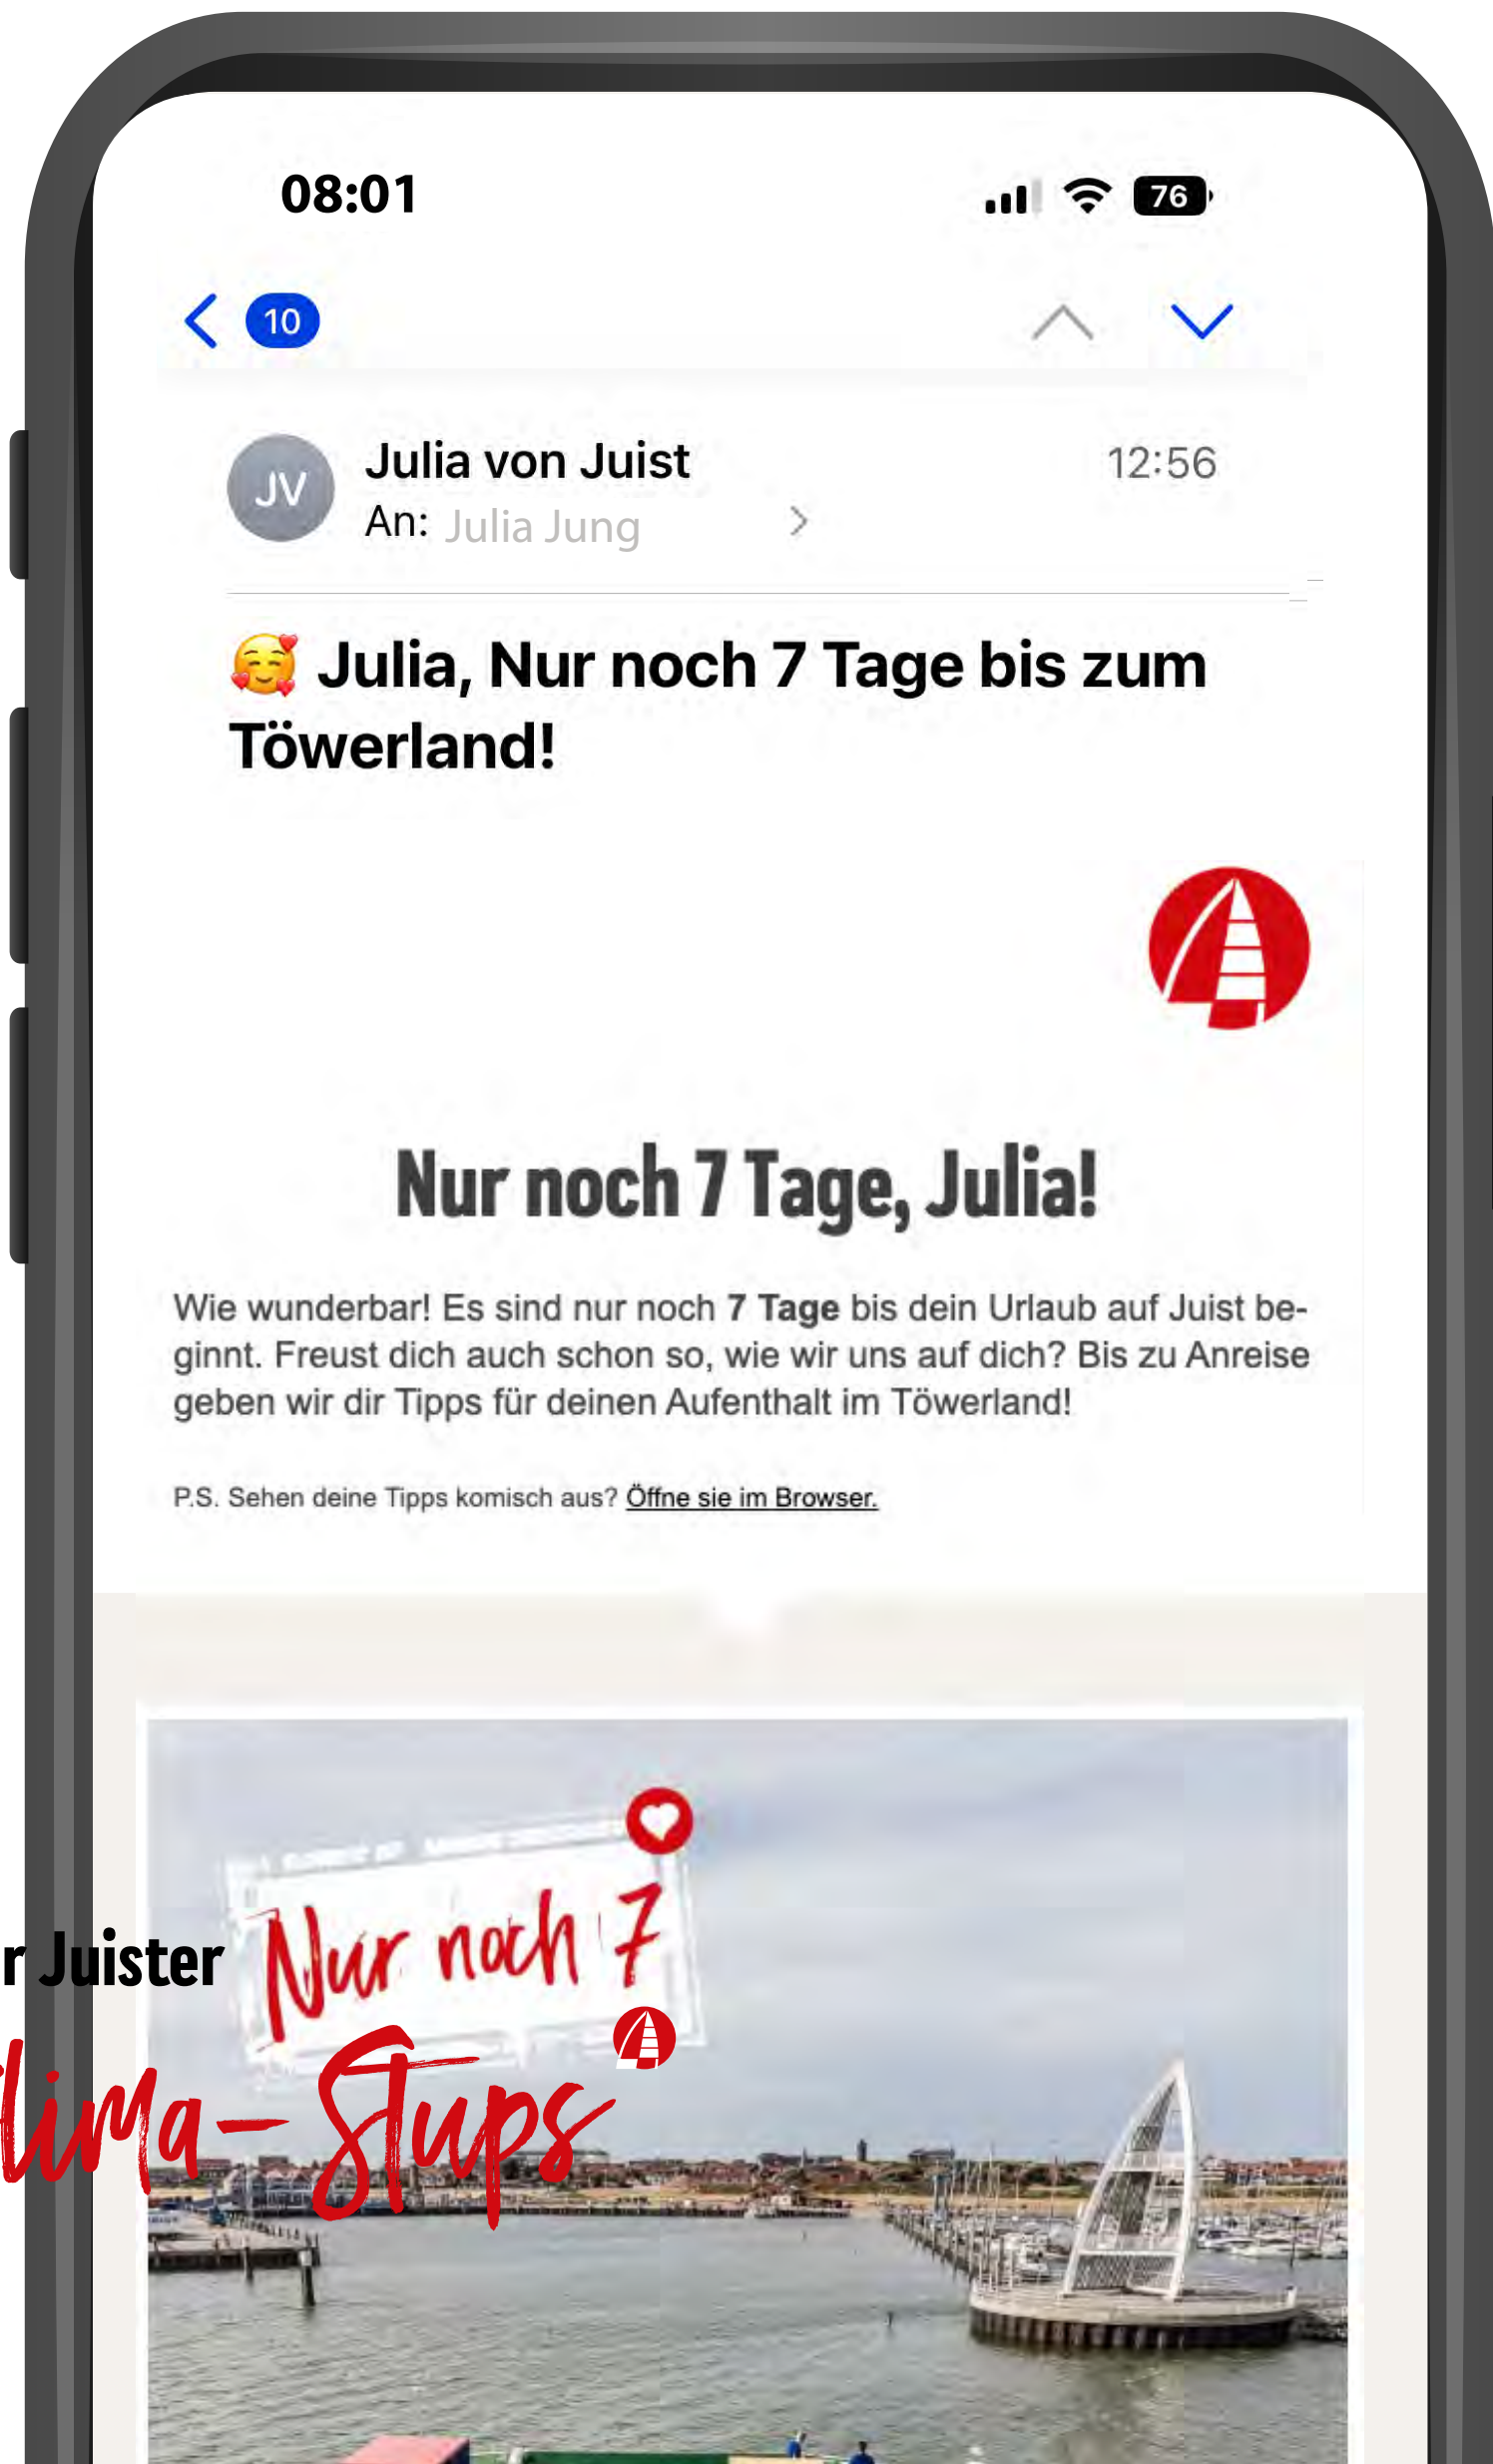 08:01
76
10
JV
Julia von Juist
12:56
An: Julia Jung
🥰 Julia, Nur noch 7 Tage bis zum
Töwerland!
Nur noch 7 Tage, Julia!
Wie wunderbar! Es sind nur noch 7 Tage bis dein Urlaub auf Juist be-
ginnt. Freust dich auch schon so, wie wir uns auf dich? Bis zu Anreise
geben wir dir Tipps für deinen Aufenthalt im Töwerland!
P.S. Sehen deine Tipps komisch aus? Öffne sie im Browser.
Nur noch 7
r Juister
lima-Stups